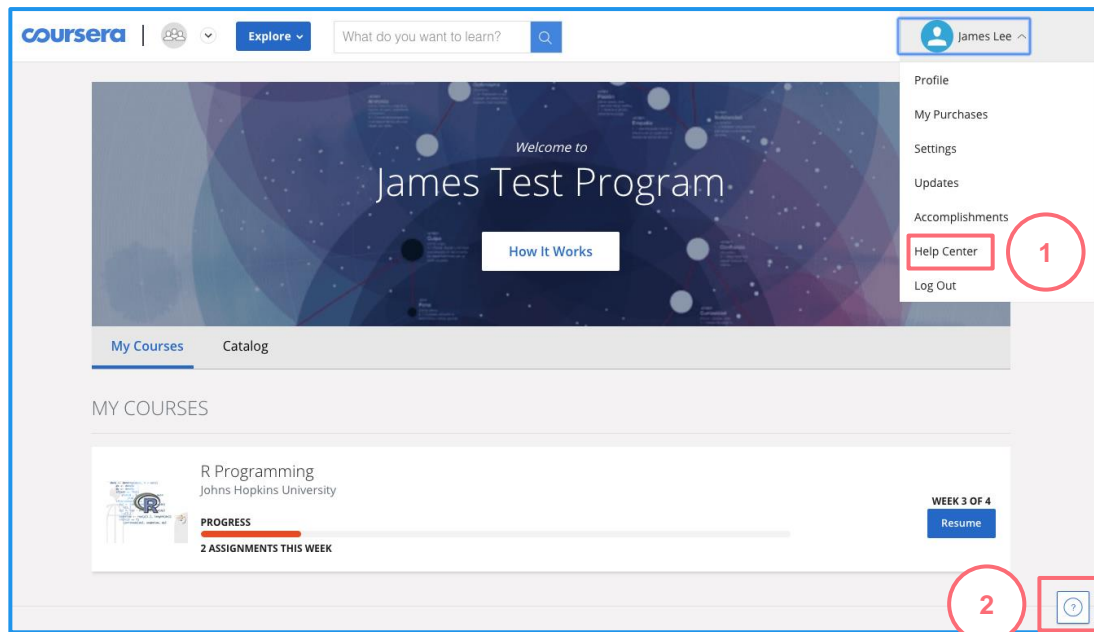 coursera
Explore
What do you want to learn?
James Lee
Profile
My Purchases
Settings
Updates
Accomplishments
Help Center
1
Log Out
Welcome to
James Test Program
How It Works
My Courses Catalog
MY COURSES
R Programming
Johns Hopkins University
PROGRESS
2 ASSIGNMENTS THIS WEEK
WEEK 3 OF 4
Resume
2
?